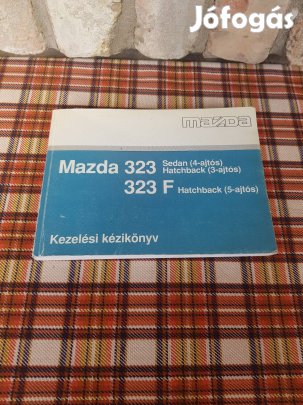 Jófogás
mazda
Mazda 323 Sedan (4-ajtós)
Hatchback (3-ajtós)
323 F Hatchback (5-ajtós)
Kezelési kézikönyv